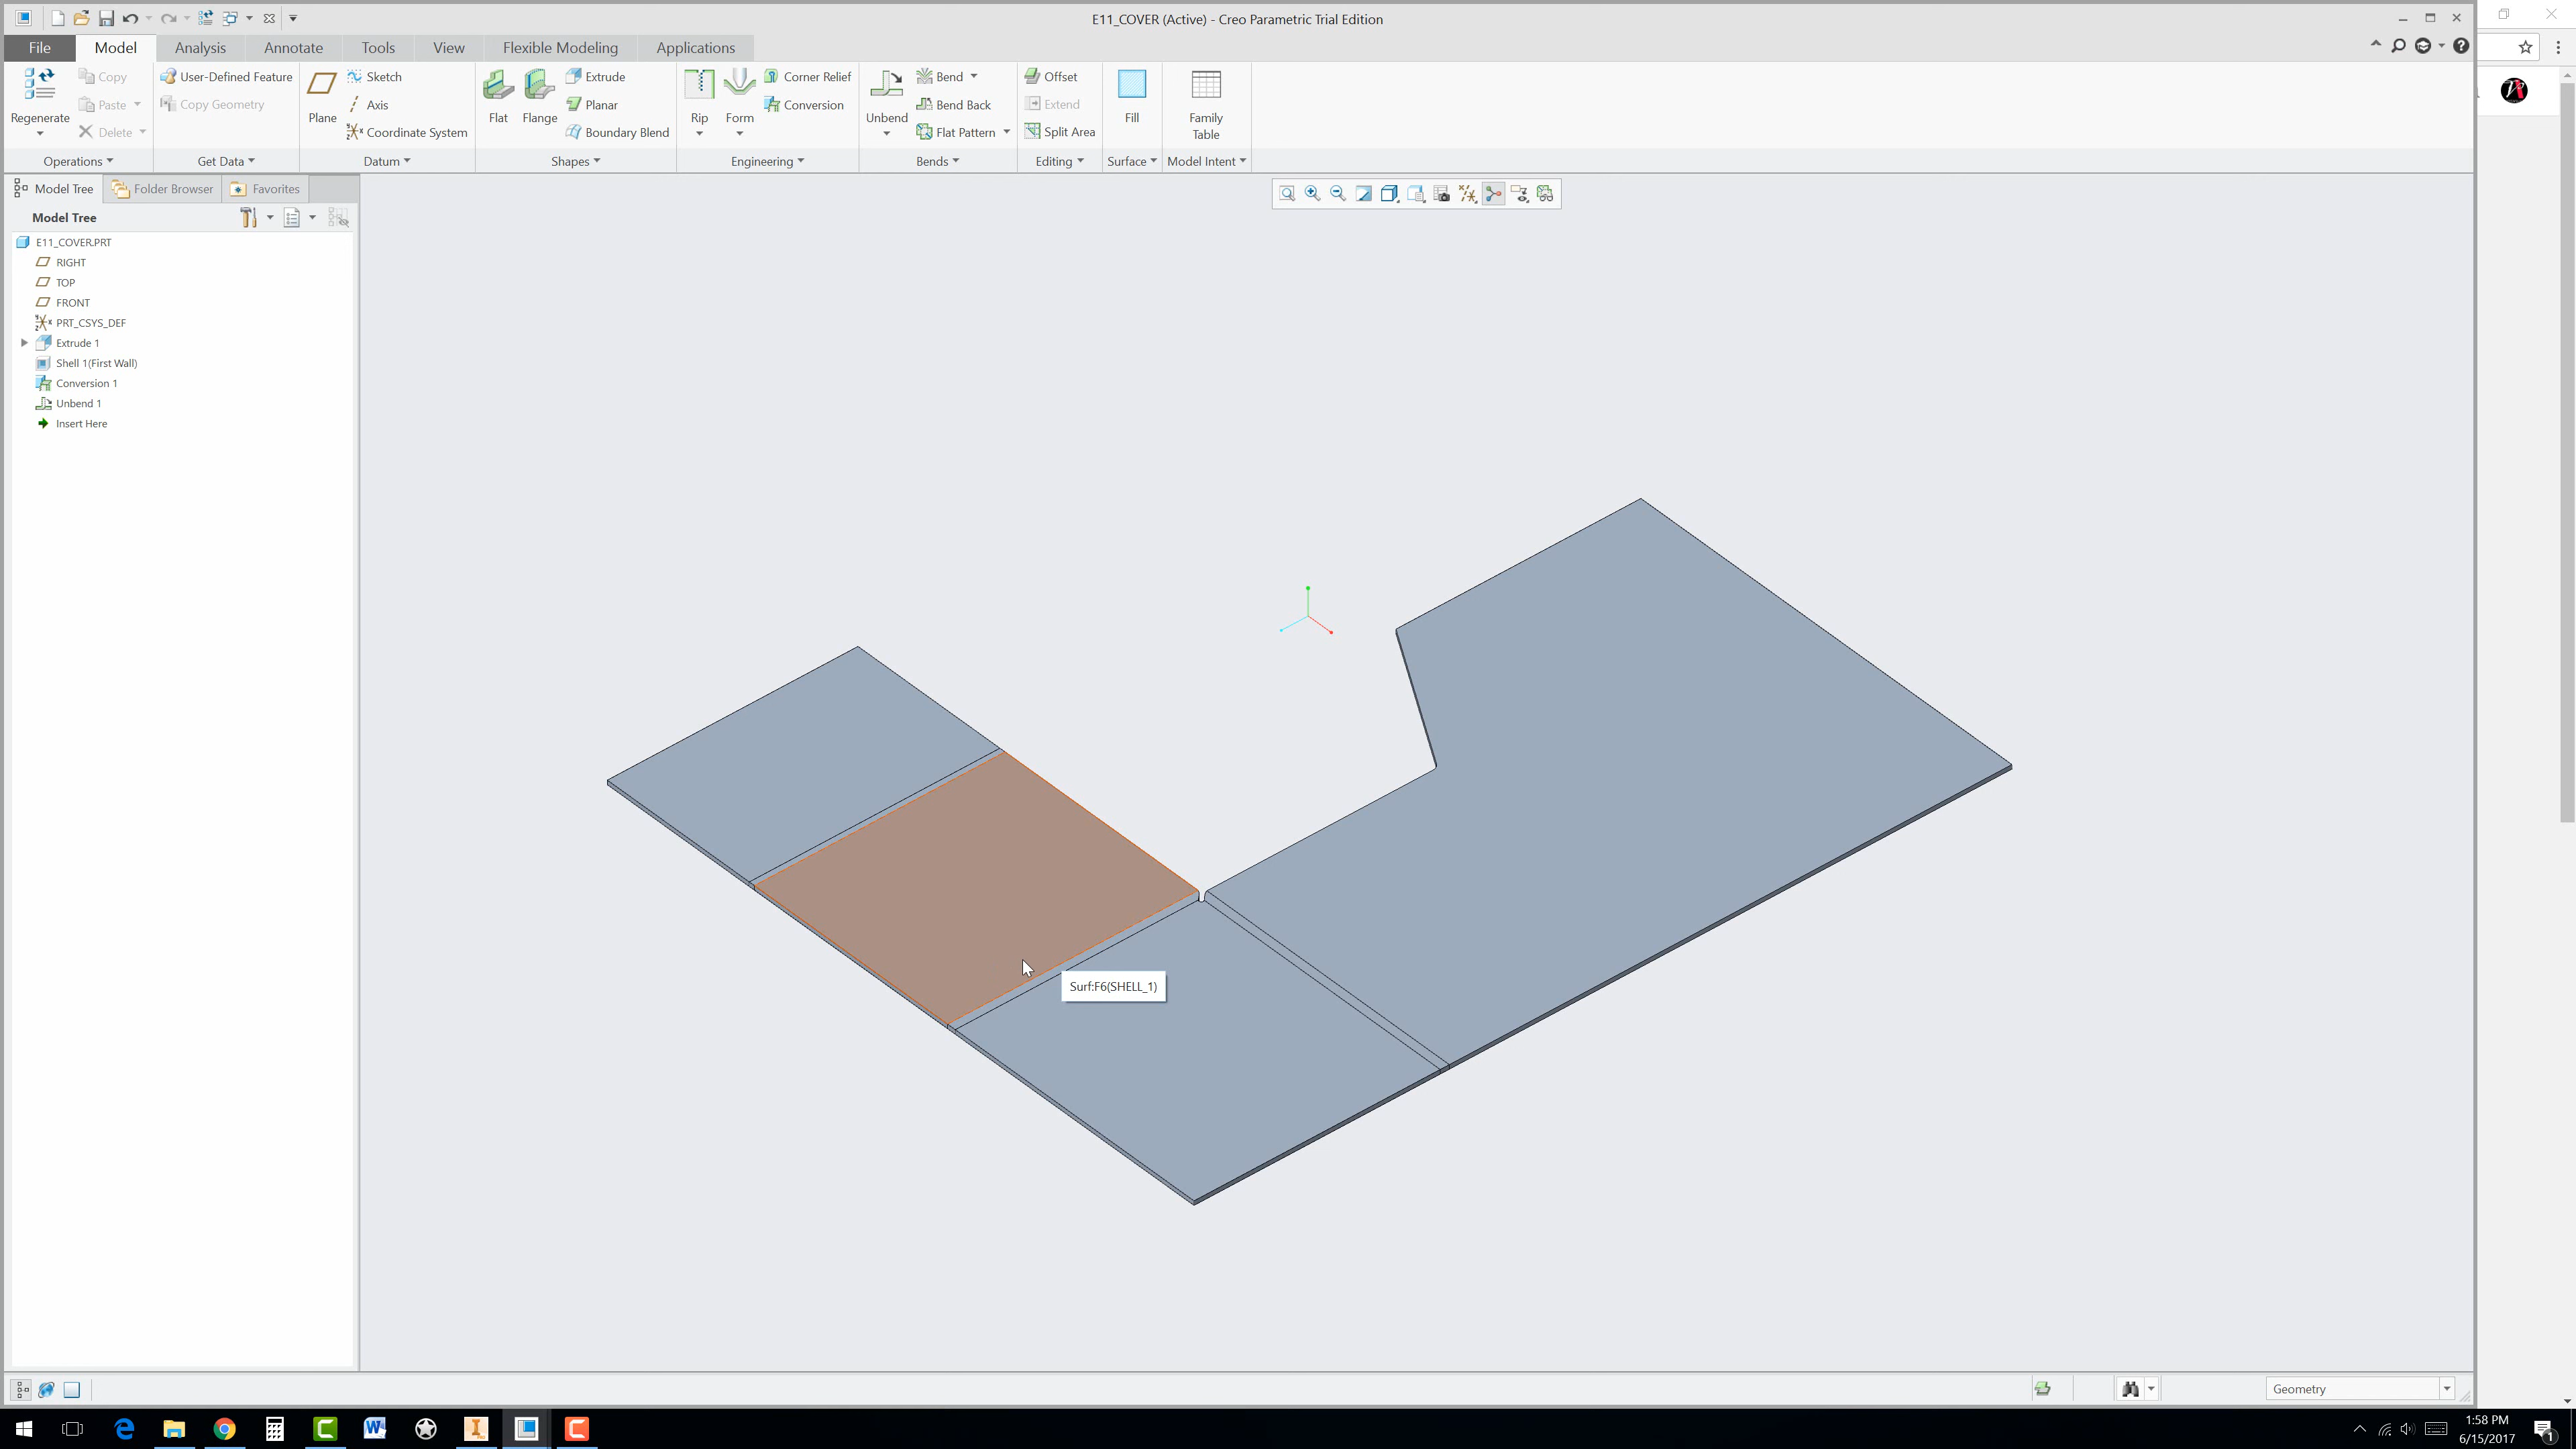 E11_COVER (Active) - Creo Parametric Trial Edition
File Model Analysis Annotate Tools View Flexible Modeling Applications
Regenerate
Copy
Paste
Delete
Operations
User-Defined Feature
Copy Geometry
Get Data
Plane
Sketch
Axis
Coordinate System
Datum
Flat
Flange
Extrude
Planar
Boundary Blend
Shapes
Rip
Form
Corner Relief
Conversion
Engineering
Unbend
Bend
Bend Back
Flat Pattern
Bends
Offset
Extend
Split Area
Editing
Fill
Surface
Family
Table
Model Intent
Model Tree Folder Browser Favorites
Model Tree
E11_COVER.PRT
RIGHT
TOP
FRONT
PRT_CSYS_DEF
Extrude 1
Shell 1(First Wall)
Conversion 1
Unbend 1
Insert Here
Surf:F6(SHELL_1)
Geometry
1:58 PM
6/15/2017
1